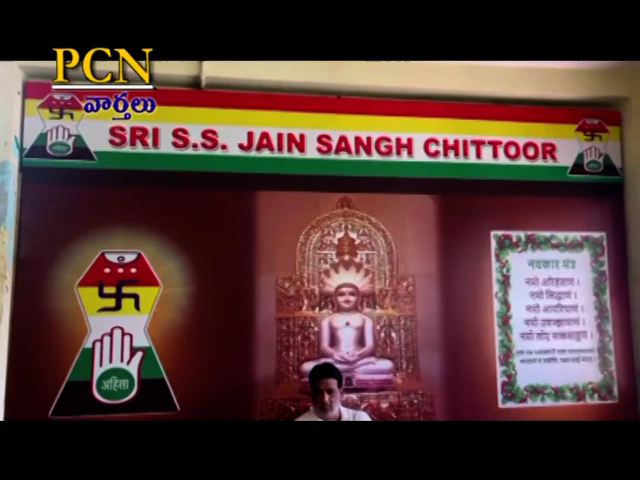 PCN
వార్తలు
SRI S.S. JAIN SANGH CHITTOOR
नवकार मंत्र
नमो अरिहंताणं ।
नमो सिद्धाणं ।
नमो आयरियाणं ।
नमो उवज्झायाणं ।
नमो लोए सव्वसाहूणं ।
अहिंसा